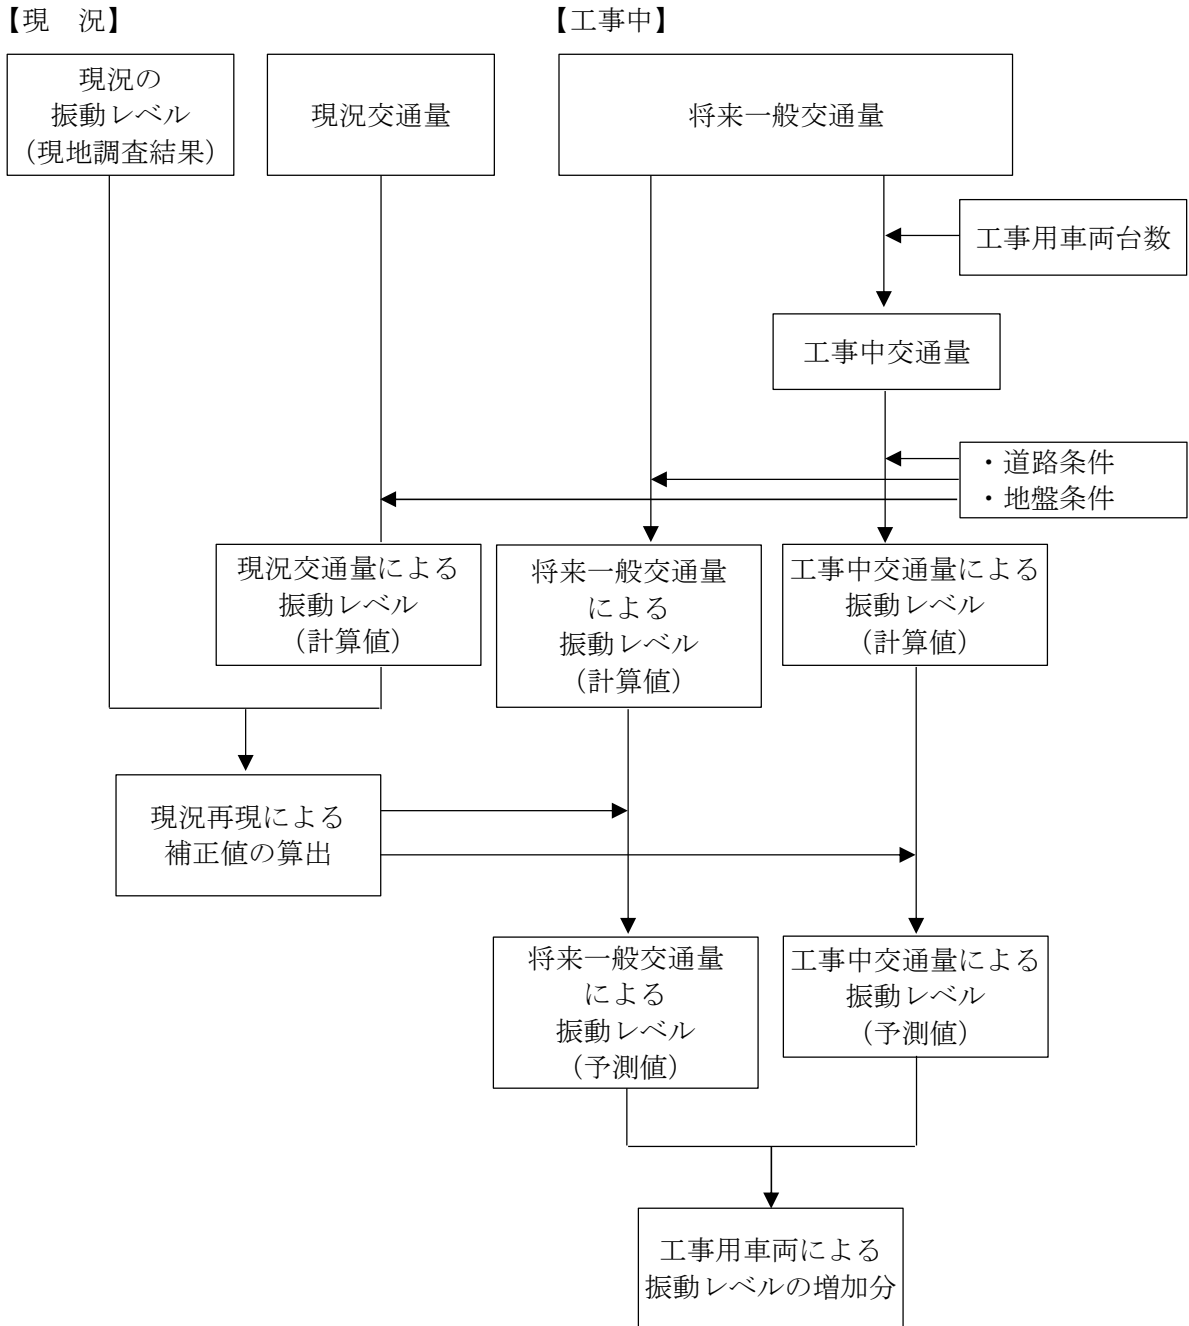 【現　況】
【工事中】
現況の
振動レベル
（現地調査結果）
現況交通量
将来一般交通量
工事用車両台数
工事中交通量
・道路条件
・地盤条件
現況交通量による
振動レベル
（計算値）
将来一般交通量
による
振動レベル
（計算値）
工事中交通量による
振動レベル
（計算値）
現況再現による
補正値の算出
将来一般交通量
による
振動レベル
（予測値）
工事中交通量による
振動レベル
（予測値）
工事用車両による
振動レベルの増加分